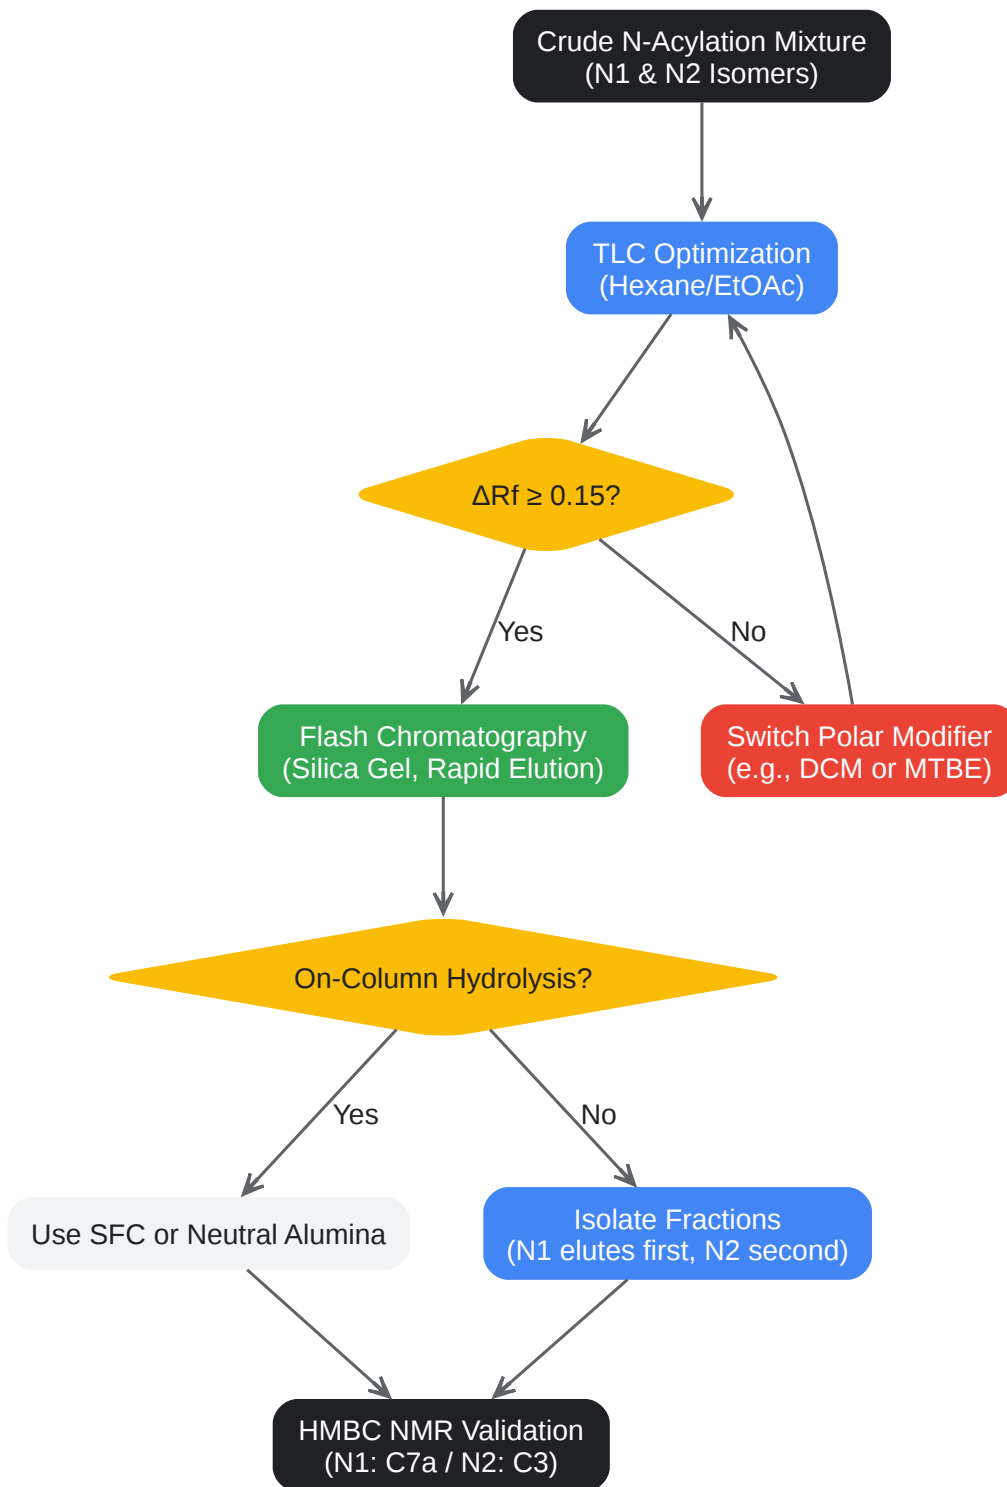 Crude N-Acylation Mixture
(N1 & N2 Isomers)
TLC Optimization
(Hexane/EtOAc)
ΔRf ≥ 0.15?
Yes
No
Flash Chromatography
(Silica Gel, Rapid Elution)
Switch Polar Modifier
(e.g., DCM or MTBE)
On-Column Hydrolysis?
Yes
No
Use SFC or Neutral Alumina
Isolate Fractions
(N1 elutes first, N2 second)
HMBC NMR Validation
(N1: C7a / N2: C3)